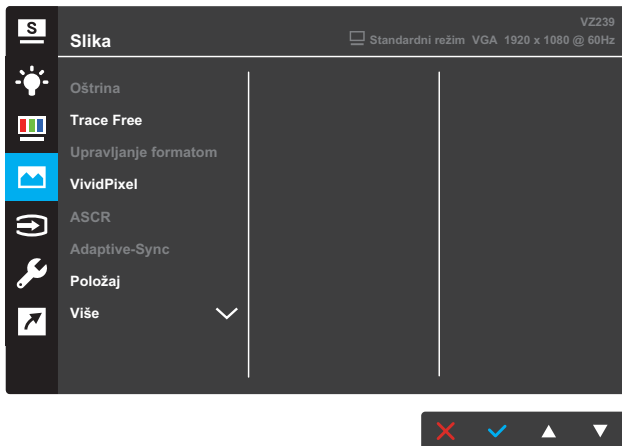 S
VZ239
Slika
Standardni režim VGA 1920 x 1080 @ 60Hz
Oštrina
Trace Free
Upravljanje formatom
VividPixel
ASCR
Adaptive-Sync
Položaj
Više